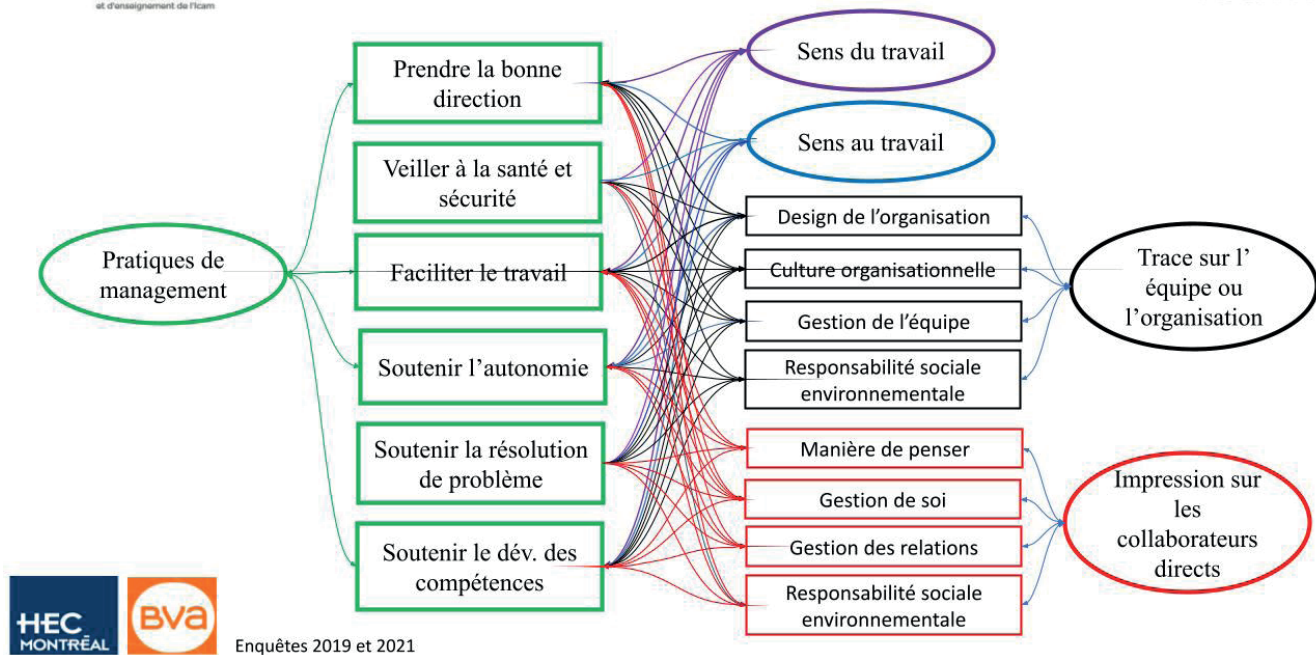 et d'enseignement de l'Icam
Pratiques de
management
Prendre la bonne
direction
Veiller à la santé et
sécurité
Faciliter le travail
Soutenir l'autonomie
Soutenir la résolution
de problème
Soutenir le dév. des
compétences
Sens du travail
Sens au travail
Design de l'organisation
Culture organisationnelle
Gestion de l'équipe
Responsabilité sociale
environnementale
Manière de penser
Gestion de soi
Gestion des relations
Responsabilité sociale
environnementale
Trace sur l'
équipe ou
l'organisation
Impression sur
les
collaborateurs
directs
HEC
MONTRÉAL
BVa
Enquêtes 2019 et 2021